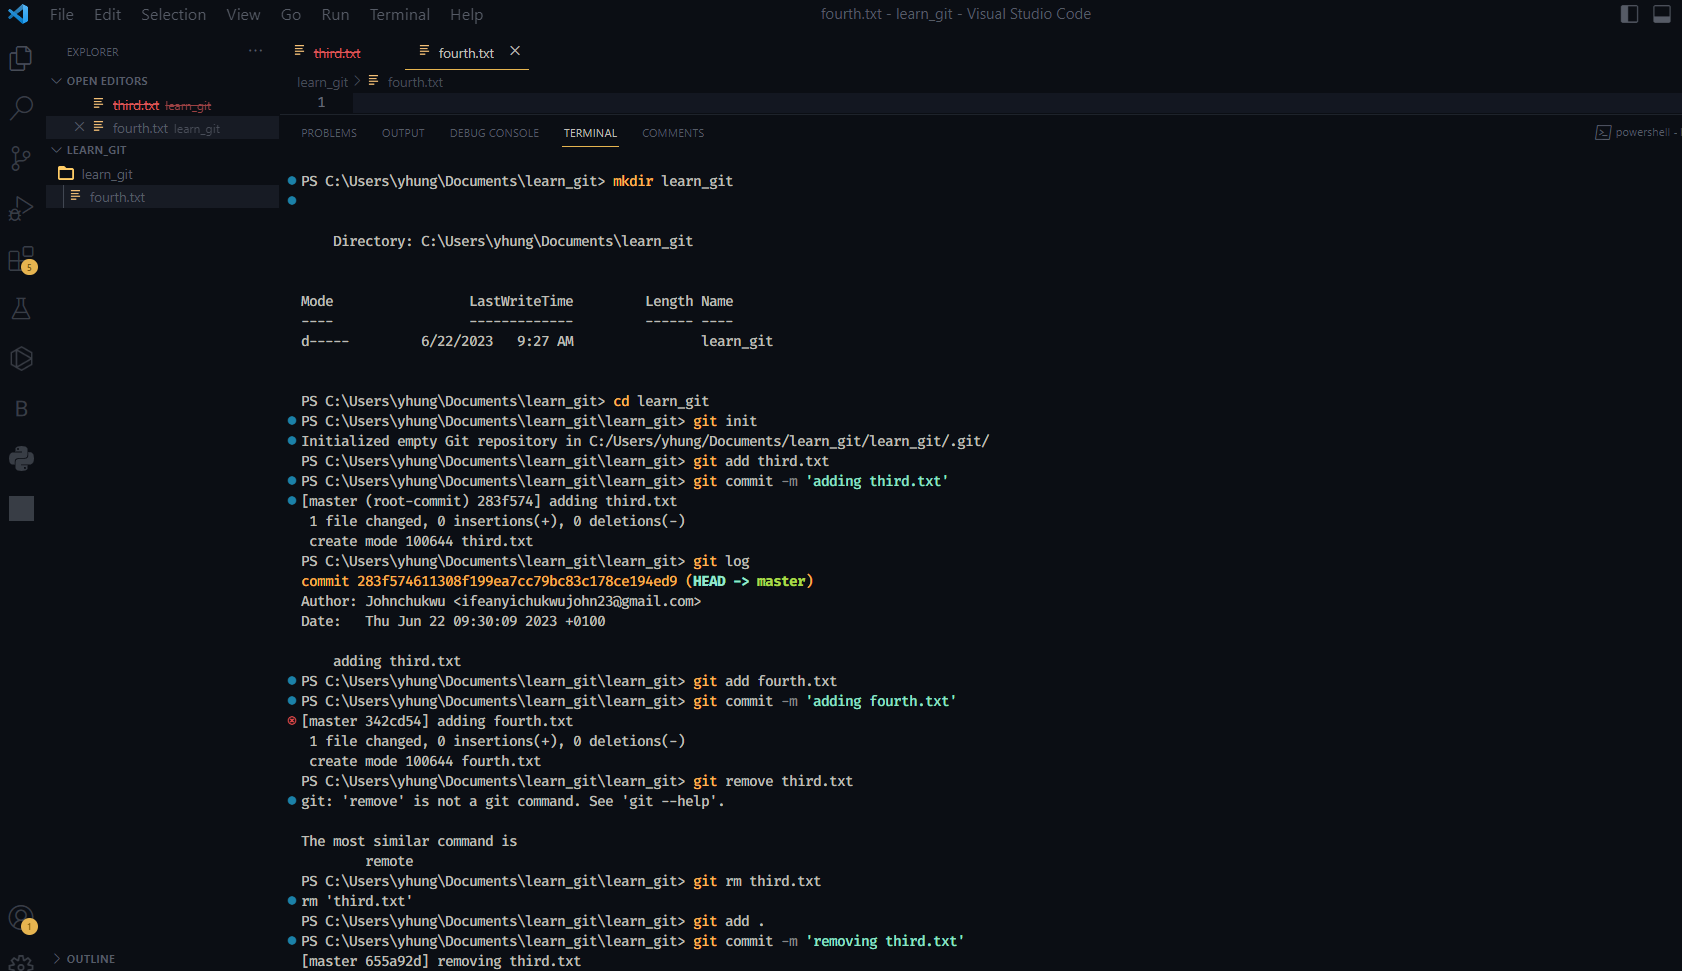 File Edit Selection View Go Run Terminal Help
fourth.txt - learn_git - Visual Studio Code
EXPLORER ···
OPEN EDITORS
third.txt learn_git
fourth.txt learn_git
LEARN_GIT
learn_git
fourth.txt
5
B
1
OUTLINE
third.txt
fourth.txt
learn_git > fourth.txt
1
PROBLEMS OUTPUT DEBUG CONSOLE TERMINAL COMMENTS
powershell -
PS C:\Users\yhung\Documents\learn_git> mkdir learn_git
Directory: C:\Users\yhung\Documents\learn_git
Mode LastWriteTime Length Name
---- ------------- ------ ----
d----- 6/22/2023 9:27 AM learn_git
PS C:\Users\yhung\Documents\learn_git> cd learn_git
PS C:\Users\yhung\Documents\learn_git\learn_git> git init
Initialized empty Git repository in C:/Users/yhung/Documents/learn_git/learn_git/.git/
PS C:\Users\yhung\Documents\learn_git\learn_git> git add third.txt
PS C:\Users\yhung\Documents\learn_git\learn_git> git commit -m 'adding third.txt'
[master (root-commit) 283f574] adding third.txt
1 file changed, 0 insertions(+), 0 deletions(-)
create mode 100644 third.txt
PS C:\Users\yhung\Documents\learn_git\learn_git> git log
commit 283f574611308f199ea7cc79bc83c178ce194ed9 (HEAD -> master)
Author: Johnchukwu <ifeanyichukwujohn23@gmail.com>
Date: Thu Jun 22 09:30:09 2023 +0100
adding third.txt
PS C:\Users\yhung\Documents\learn_git\learn_git> git add fourth.txt
PS C:\Users\yhung\Documents\learn_git\learn_git> git commit -m 'adding fourth.txt'
[master 342cd54] adding fourth.txt
1 file changed, 0 insertions(+), 0 deletions(-)
create mode 100644 fourth.txt
PS C:\Users\yhung\Documents\learn_git\learn_git> git remove third.txt
git: 'remove' is not a git command. See 'git --help'.
The most similar command is
remote
PS C:\Users\yhung\Documents\learn_git\learn_git> git rm third.txt
rm 'third.txt'
PS C:\Users\yhung\Documents\learn_git\learn_git> git add .
PS C:\Users\yhung\Documents\learn_git\learn_git> git commit -m 'removing third.txt'
[master 655a92d] removing third.txt